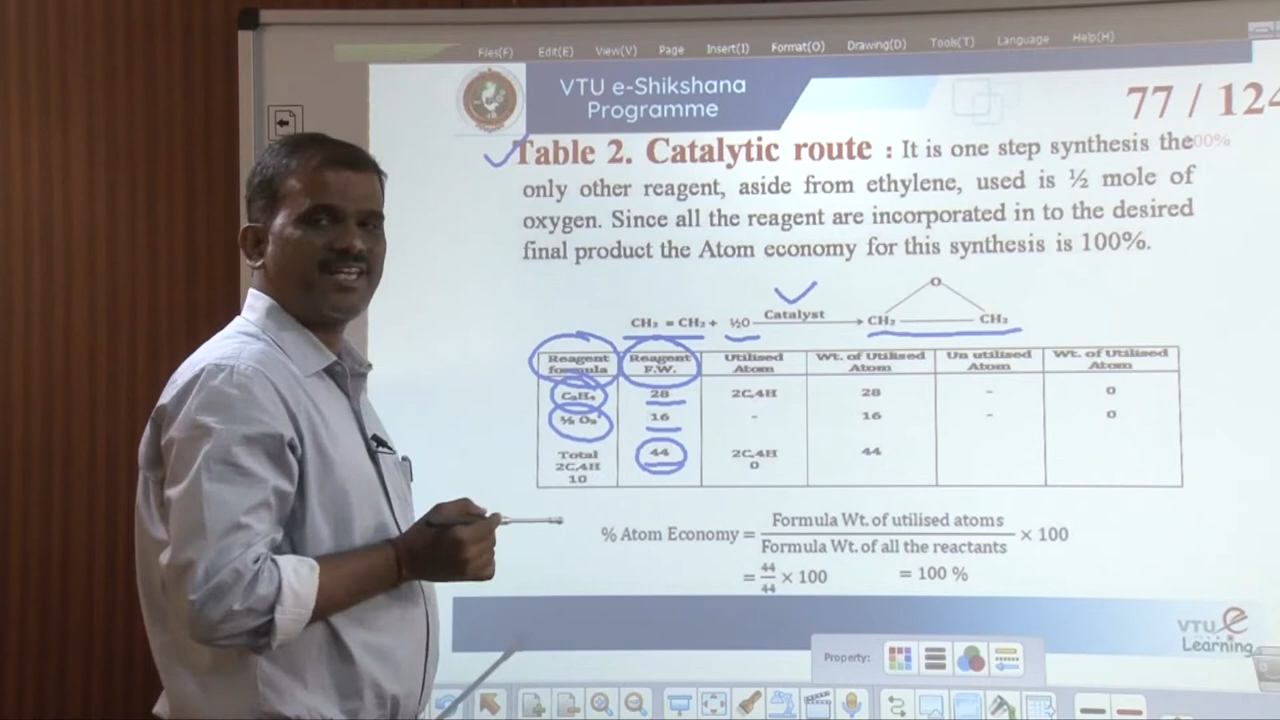 Files(F) Edit(E) View(V) Page Insert(I) Format(O) Drawing(D) Tools(T) Language Help(H)
VTU e-Shikshana
Programme
77 / 124
Table 2. Catalytic route : It is one step synthesis the
00%
only other reagent, aside from ethylene, used is ½ mole of
oxygen. Since all the reagent are incorporated in to the desired
final product the Atom economy for this synthesis is 100%.
O
CH₂ = CH₂ + ½O Catalyst CH₂ CH₂
Reagent formula Reagent F.W. Utilised Atom Wt. of Utilised Atom Un utilised Atom Wt. of Utilised Atom
C₂H₄ 28 2C,4H 28 - 0
½ O₂ 16 - 16 - 0
Total 44 2C,4H 44
2C,4H 0
10
% Atom Economy = Formula Wt. of utilised atoms / Formula Wt. of all the reactants × 100
= 44/44 × 100 = 100 %
VTU e
Learning
Property: